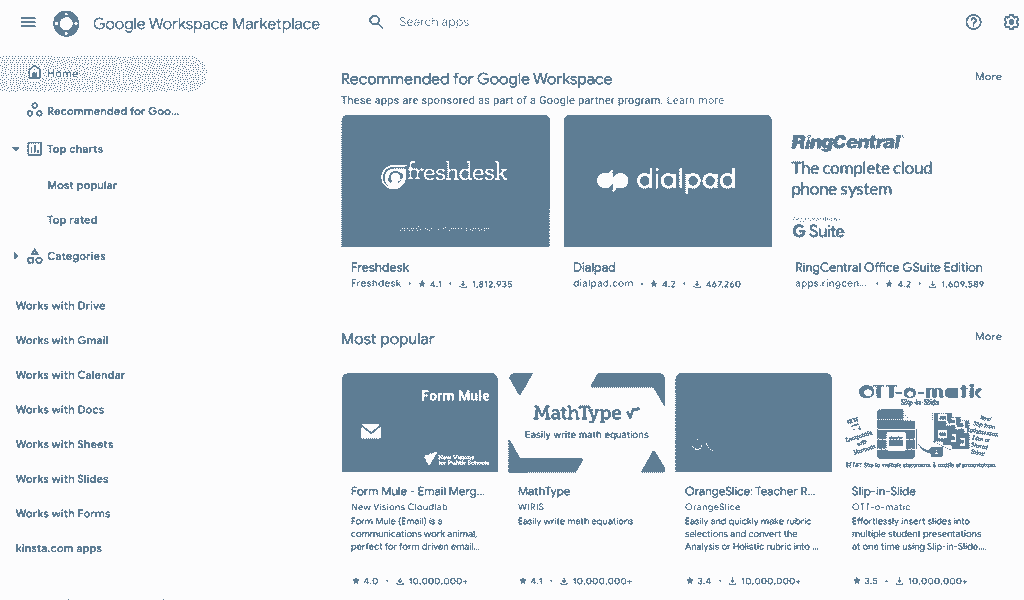 Google Workspace Marketplace
Search apps
Home
Recommended for Goo...
Top charts
Most popular
Top rated
Categories
Works with Drive
Works with Gmail
Works with Calendar
Works with Docs
Works with Sheets
Works with Slides
Works with Forms
kinsta.com apps
Recommended for Google Workspace
More
These apps are sponsored as part of a Google partner program. Learn more
freshdesk
dialpad
RingCentral
The complete cloud
phone system
G Suite
Freshdesk
Freshdesk • ★ 4.1 • 1,812,935
Dialpad
dialpad.com • ★ 4.2 • 467,260
RingCentral Office GSuite Edition
apps.ringcen... • ★ 4.2 • 1,609,589
Most popular
More
Form Mule
New Visions
for Public Schools
MathType
Easily write math equations
OTT-o-matic
Slip-in-Slide
Form Mule - Email Merg...
New Visions Cloudlab
Form Mule (Email) is a
communications work animal,
perfect for form driven email...
★ 4.0 • 10,000,000+
MathType
WIRIS
Easily write math equations
★ 4.1 • 10,000,000+
OrangeSlice: Teacher R...
OrangeSlice
Easily and quickly make rubric
selections and convert the
Analysis or Holistic rubric into ...
★ 3.4 • 10,000,000+
Slip-in-Slide
OTT-o-matic
Effortlessly insert slides into
multiple student presentations
at one time using Slip-in-Slide....
★ 3.5 • 10,000,000+